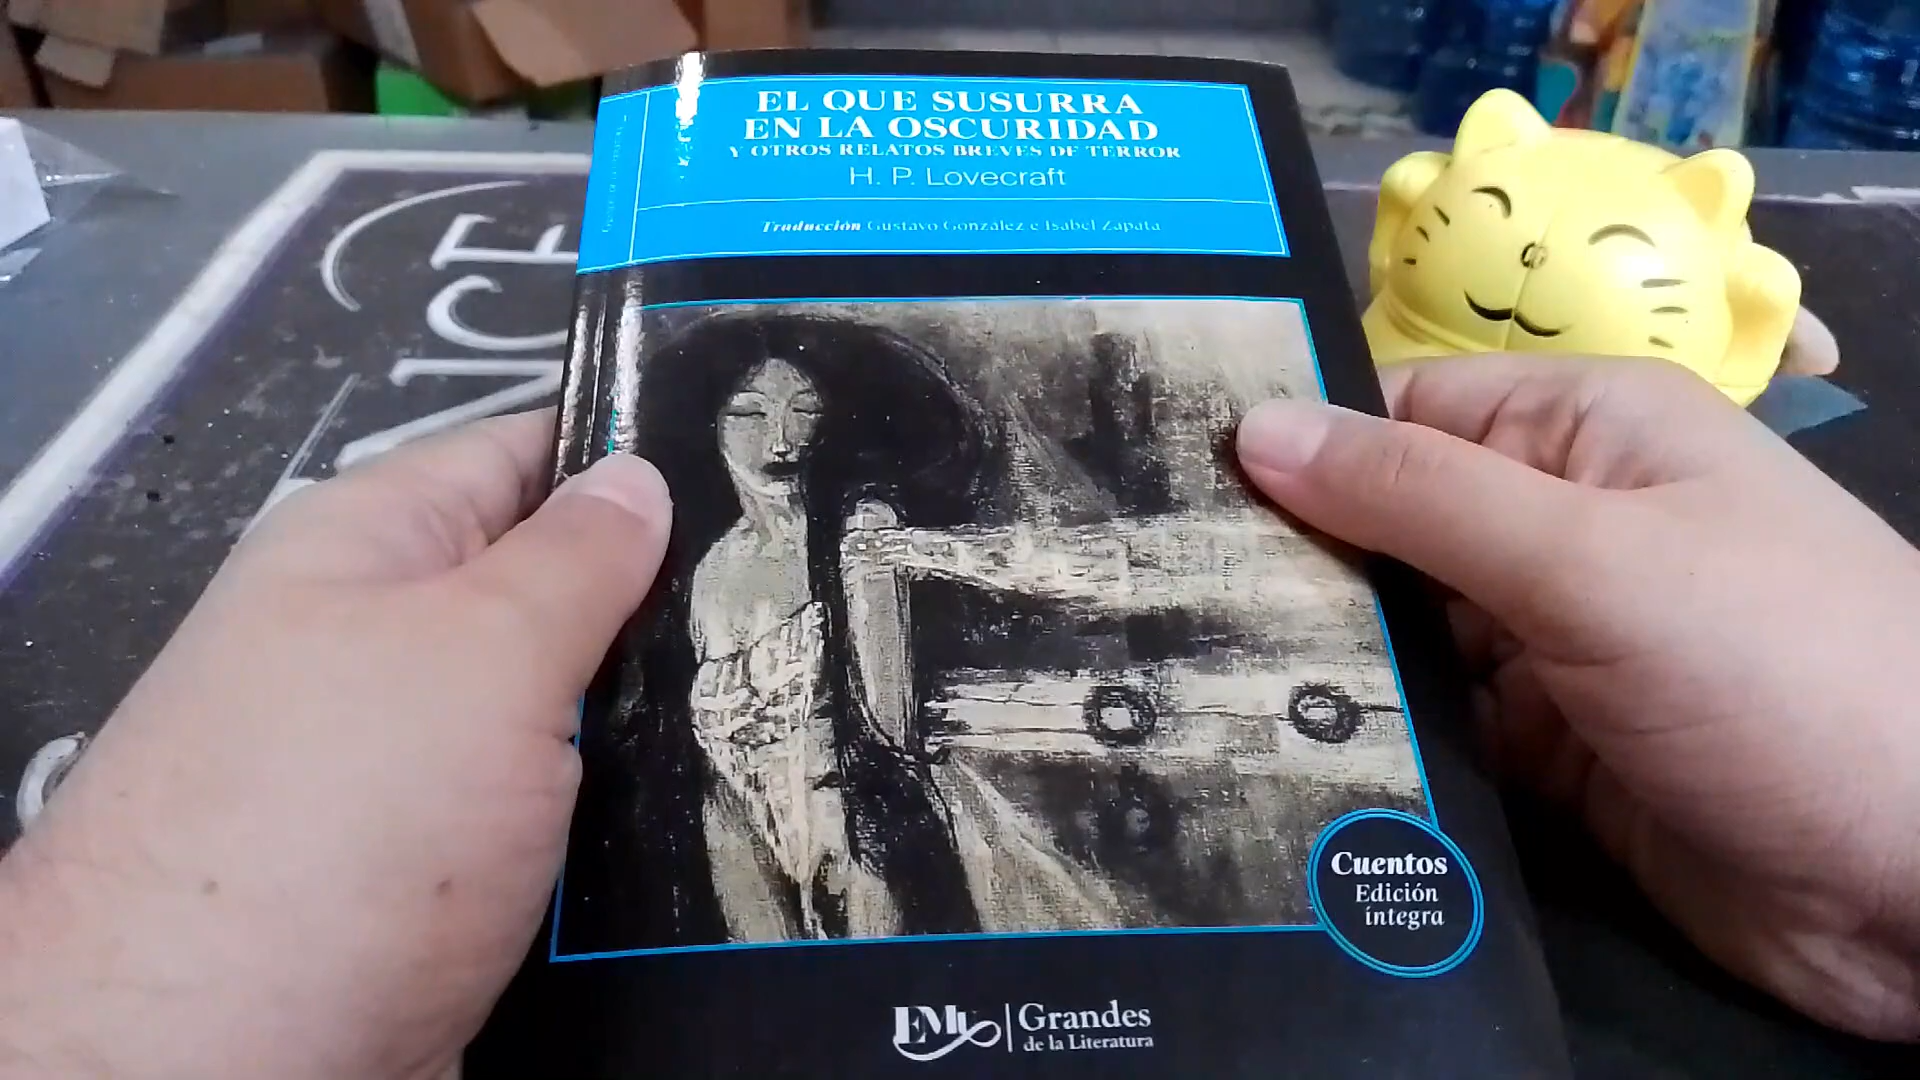 EL QUE SUSURRA
EN LA OSCURIDAD
Y OTROS RELATOS BREVES DE TERROR
H. P. Lovecraft
Traducción Gustavo González e Isabel Zapata
Cuentos
Edición
íntegra
EMU
Grandes
de la Literatura